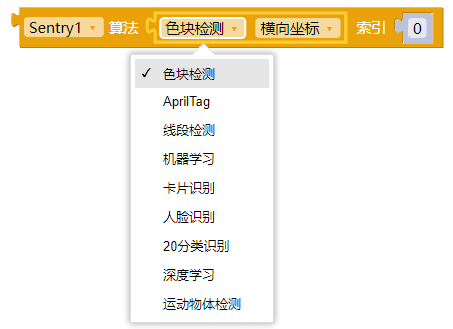 Sentry1 算法 色块检测 横向坐标 索引 0
✓ 色块检测
AprilTag
线段检测
机器学习
卡片识别
人脸识别
20分类识别
深度学习
运动物体检测